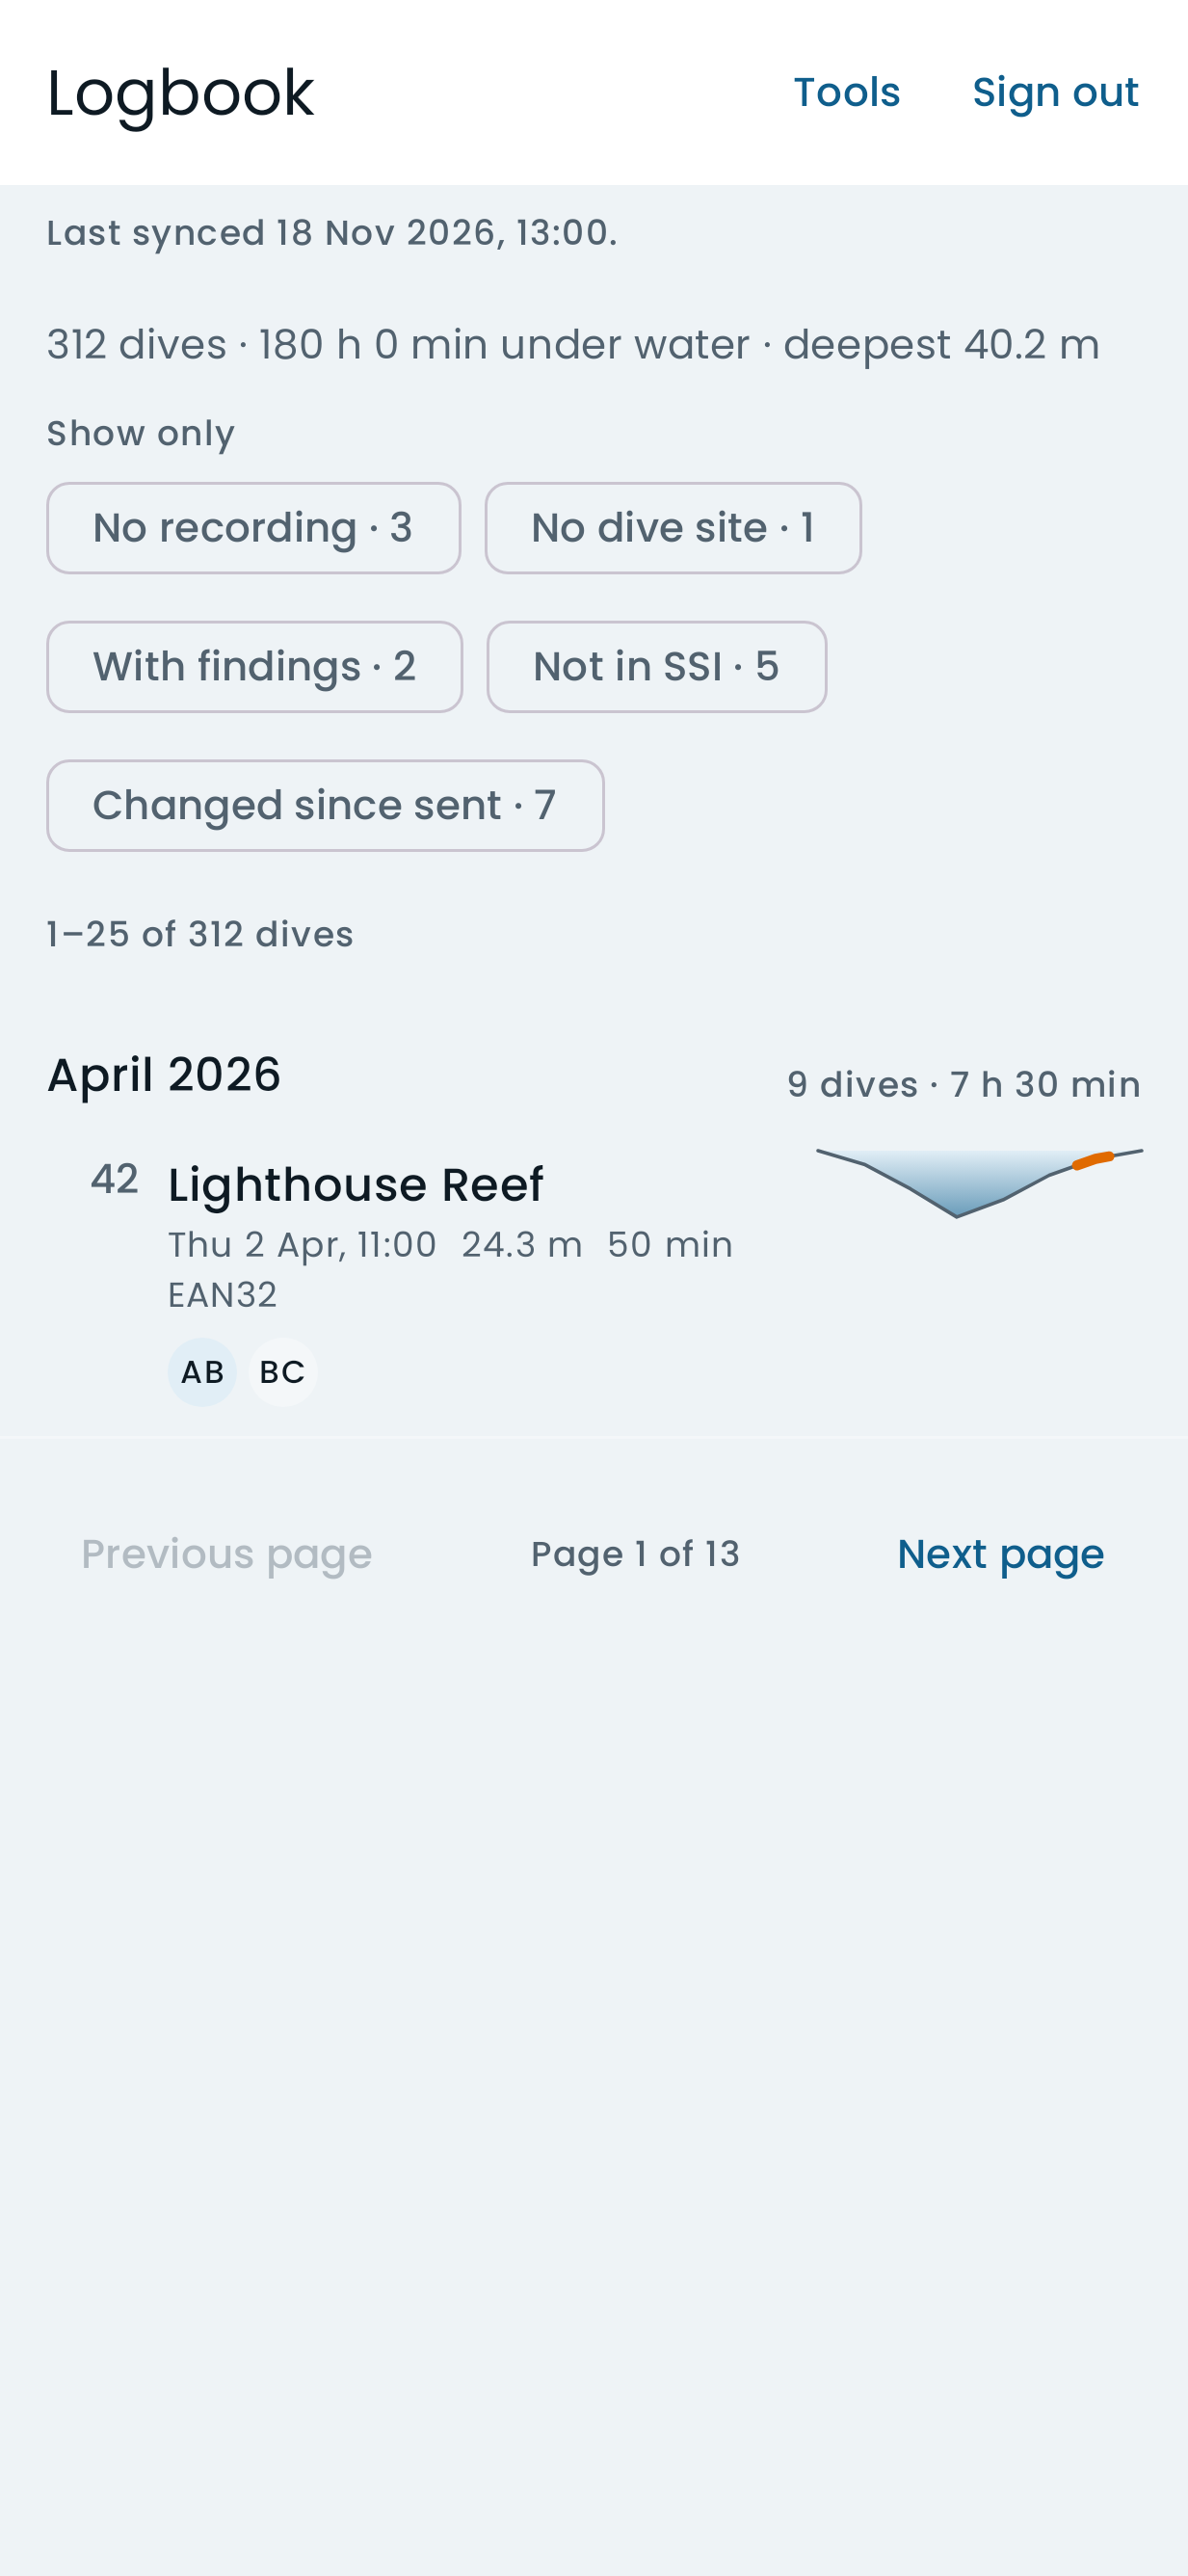 Logbook
Tools
Sign out
Last synced 18 Nov 2026, 13:00.
312 dives · 180 h 0 min under water · deepest 40.2 m
Show only
No recording · 3
No dive site · 1
With findings · 2
Not in SSI · 5
Changed since sent · 7
1–25 of 312 dives
April 2026
9 dives · 7 h 30 min
42
Lighthouse Reef
Thu 2 Apr, 11:00 24.3 m 50 min
EAN32
AB BC
Previous page
Page 1 of 13
Next page